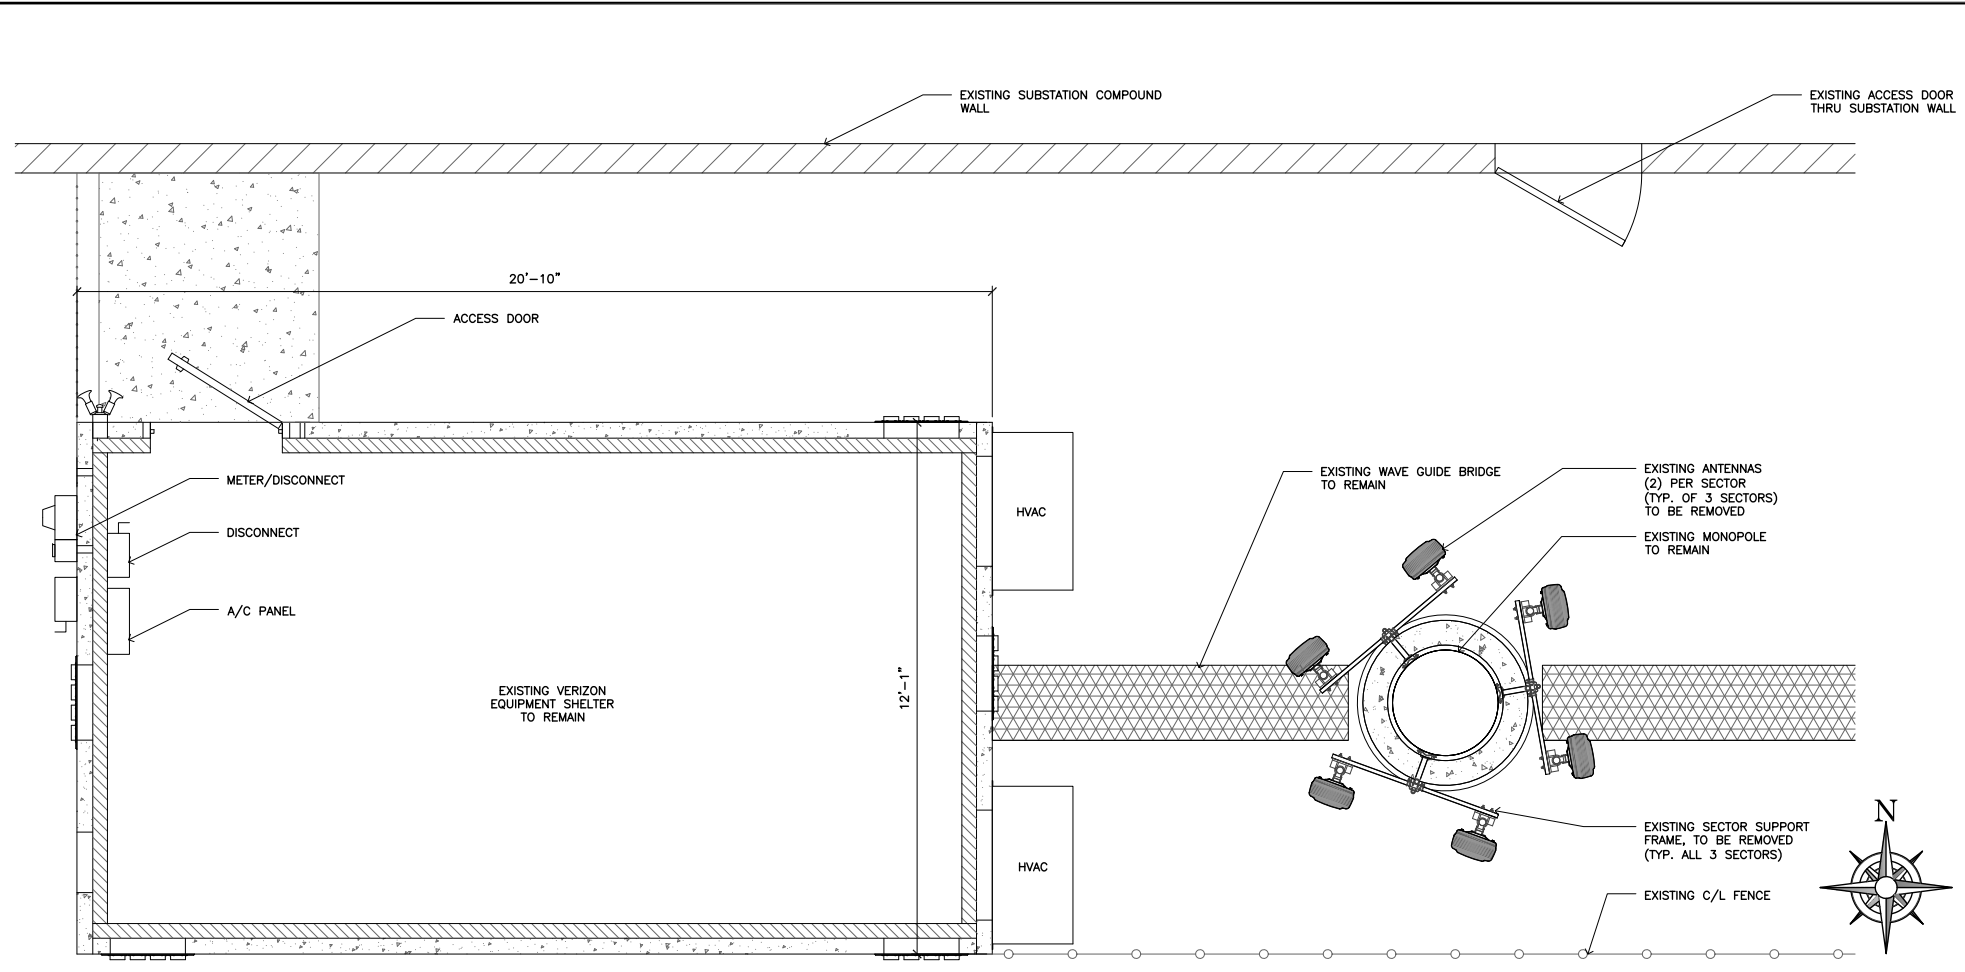 EXISTING SUBSTATION COMPOUND
WALL
EXISTING ACCESS DOOR
THRU SUBSTATION WALL
20'-10"
ACCESS DOOR
METER/DISCONNECT
DISCONNECT
A/C PANEL
EXISTING VERIZON
EQUIPMENT SHELTER
TO REMAIN
12'-1"
HVAC
HVAC
EXISTING WAVE GUIDE BRIDGE
TO REMAIN
EXISTING ANTENNAS
(2) PER SECTOR
(TYP. OF 3 SECTORS)
TO BE REMOVED
EXISTING MONOPOLE
TO REMAIN
EXISTING SECTOR SUPPORT
FRAME, TO BE REMOVED
(TYP. ALL 3 SECTORS)
EXISTING C/L FENCE
N